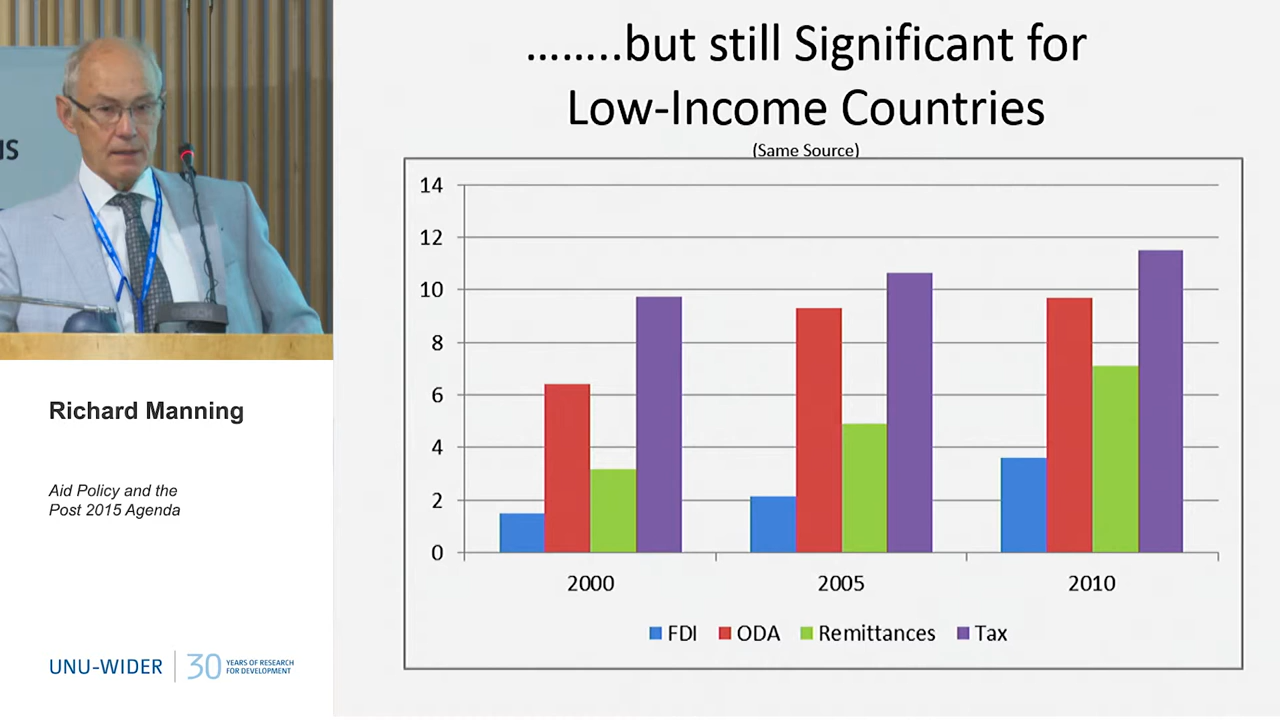 IS
Richard Manning
Aid Policy and the
Post 2015 Agenda
UNU-WIDER
30 YEARS OF RESEARCH
FOR DEVELOPMENT
........but still Significant for
Low-Income Countries
(Same Source)
14
12
10
8
6
4
2
0
2000 2005 2010
FDI ODA Remittances Tax